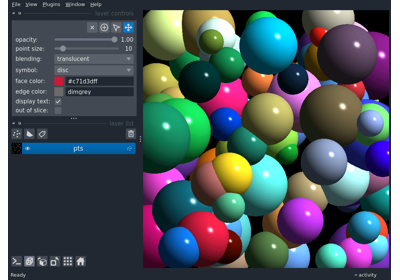 File View Plugins Window Help
layer controls
opacity: 1.00
point size: 10
blending: translucent
symbol: disc
face color: #c71d3dff
edge color: dimgrey
display text:
out of slice:
layer list
pts
Ready
activity